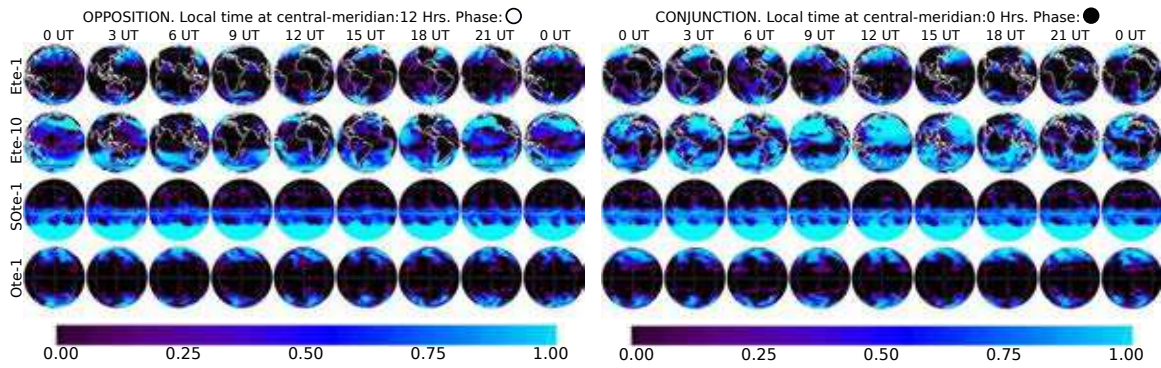 OPPOSITION. Local time at central-meridian:12 Hrs. Phase:
0 UT 3 UT 6 UT 9 UT 12 UT 15 UT 18 UT 21 UT 0 UT
Ete-1
Ete-10
SOte-1
Ote-1
0.00 0.25 0.50 0.75 1.00
CONJUNCTION. Local time at central-meridian:0 Hrs. Phase:
0 UT 3 UT 6 UT 9 UT 12 UT 15 UT 18 UT 21 UT 0 UT
0.00 0.25 0.50 0.75 1.00